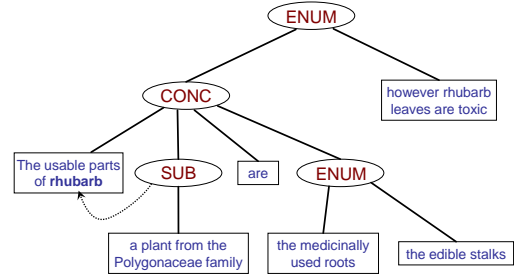 ENUM
CONC
however rhubarb
leaves are toxic
The usable parts
of rhubarb
SUB
are
ENUM
a plant from the
Polygonaceae family
the medicinally
used roots
the edible stalks